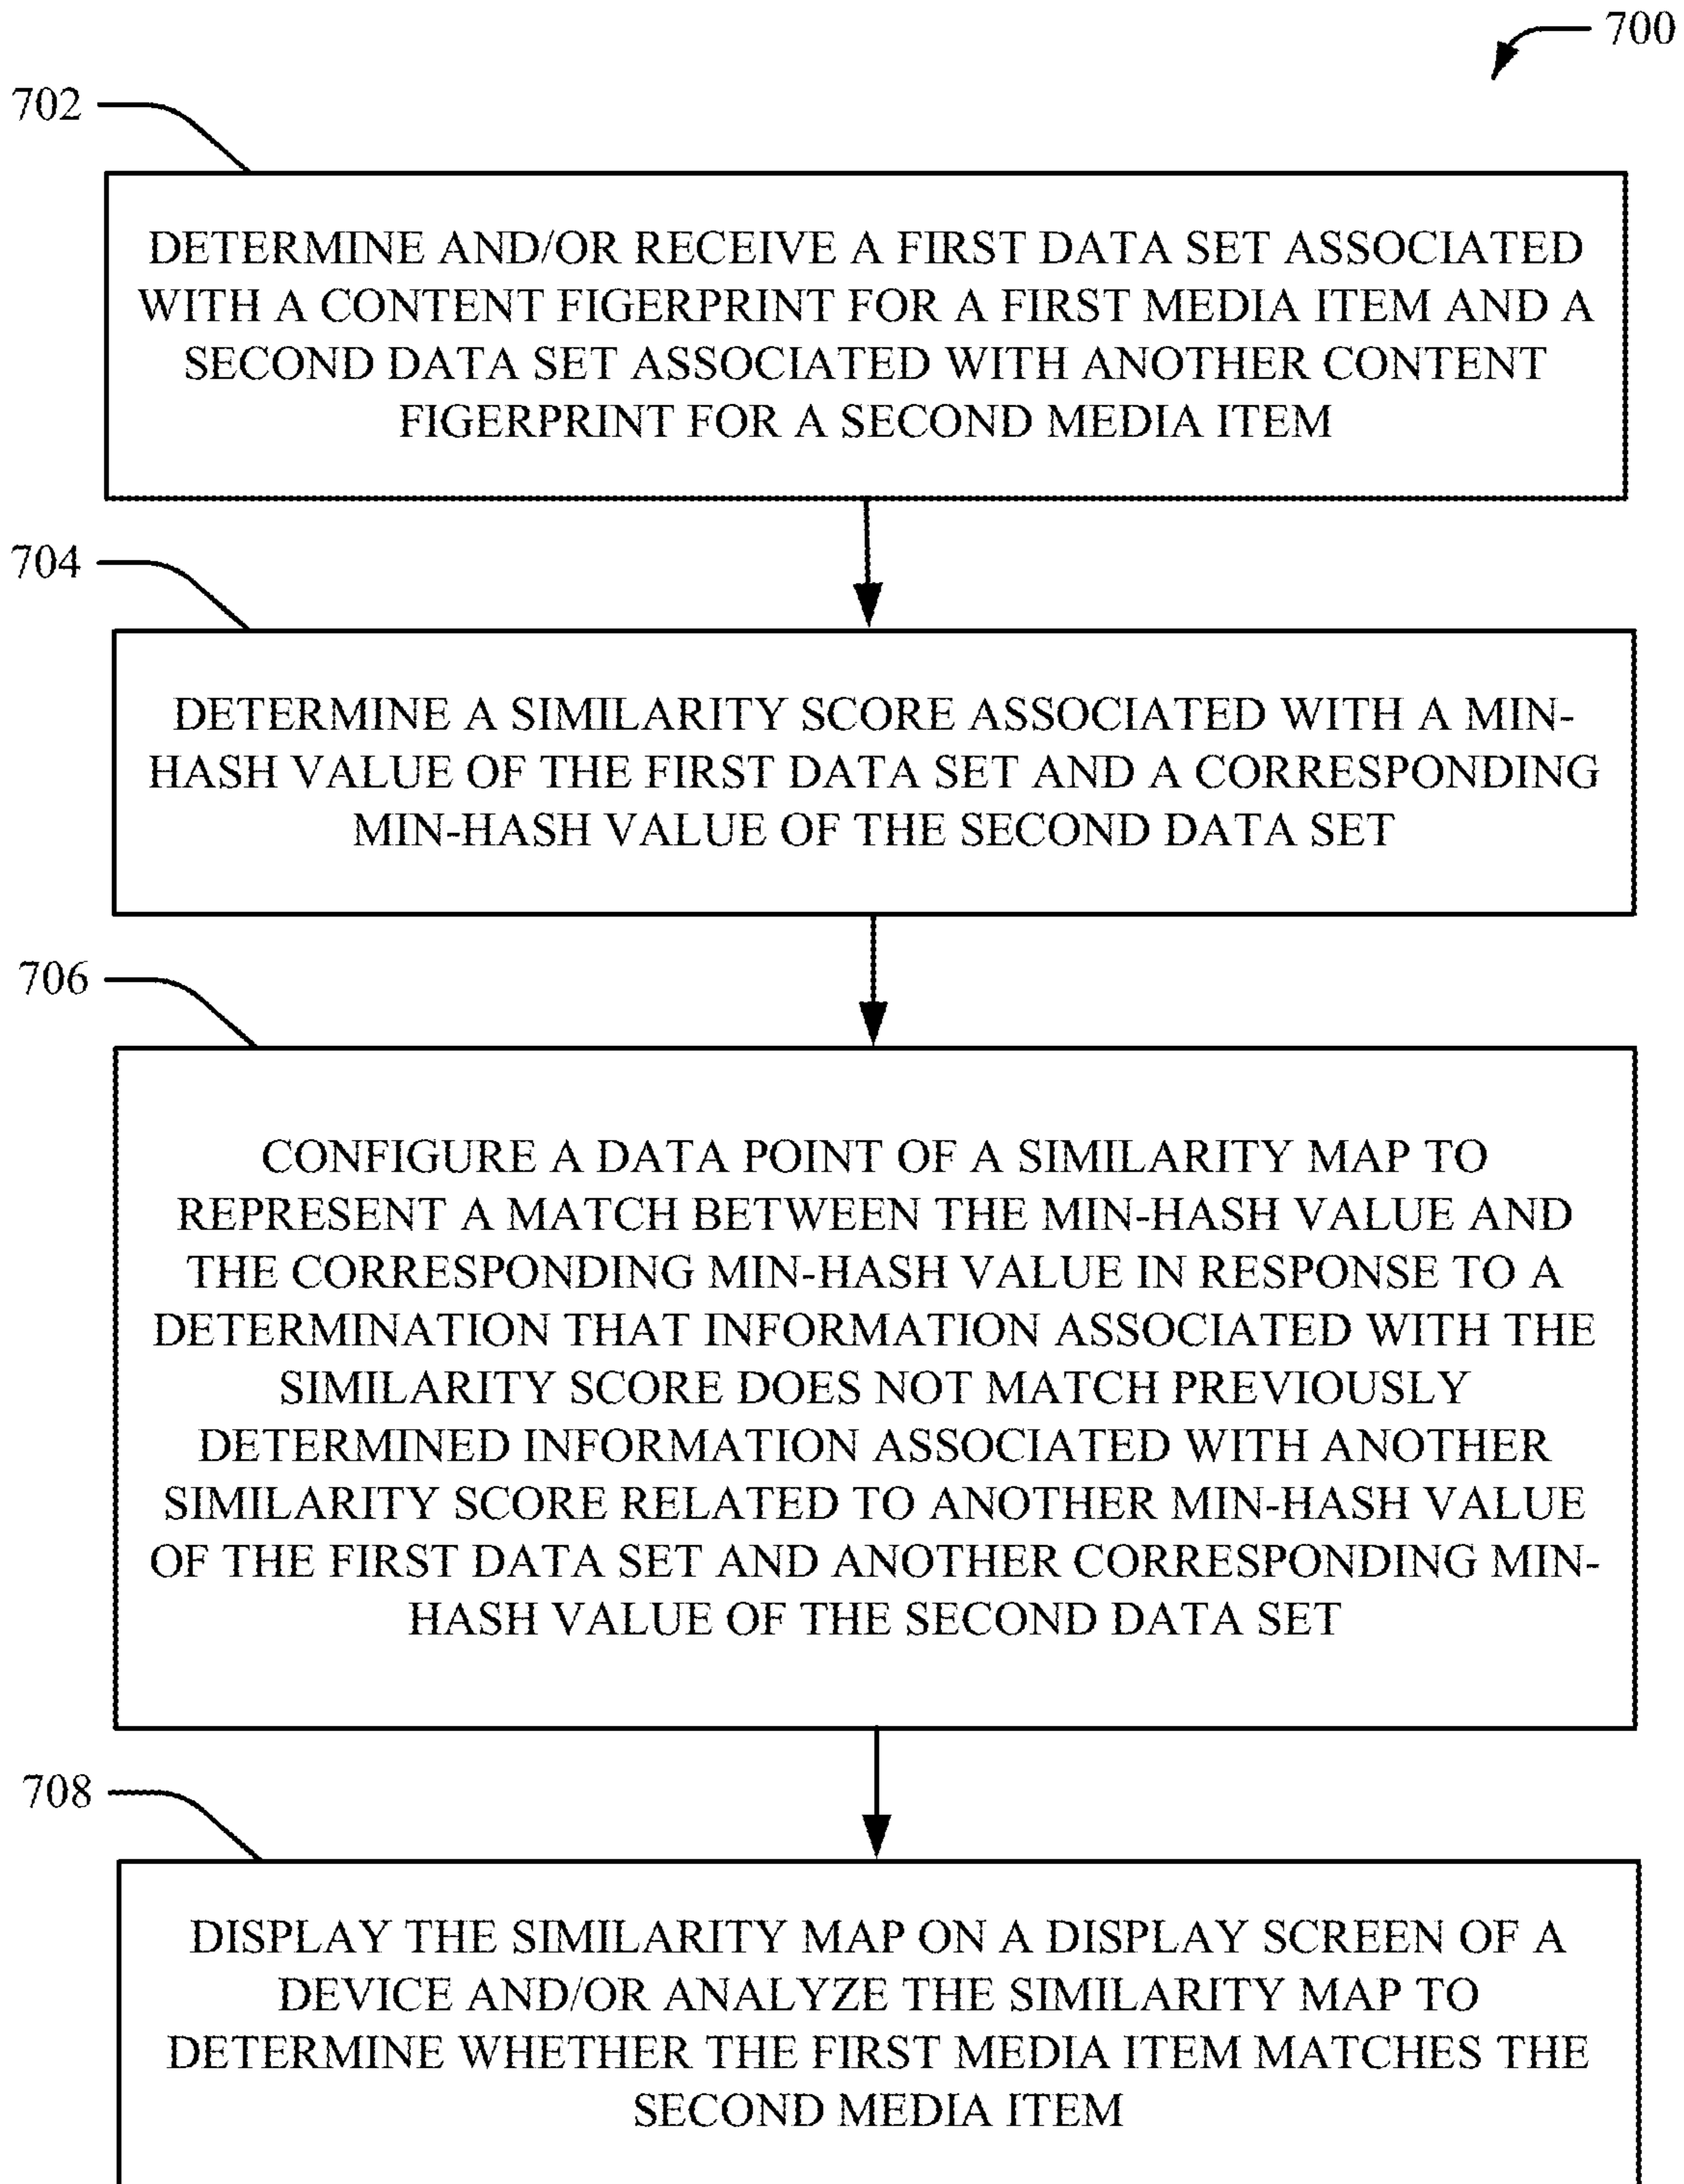 700
702
DETERMINE AND/OR RECEIVE A FIRST DATA SET ASSOCIATED
WITH A CONTENT FIGERPRINT FOR A FIRST MEDIA ITEM AND A
SECOND DATA SET ASSOCIATED WITH ANOTHER CONTENT
FIGERPRINT FOR A SECOND MEDIA ITEM
704
DETERMINE A SIMILARITY SCORE ASSOCIATED WITH A MIN-
HASH VALUE OF THE FIRST DATA SET AND A CORRESPONDING
MIN-HASH VALUE OF THE SECOND DATA SET
706
CONFIGURE A DATA POINT OF A SIMILARITY MAP TO
REPRESENT A MATCH BETWEEN THE MIN-HASH VALUE AND
THE CORRESPONDING MIN-HASH VALUE IN RESPONSE TO A
DETERMINATION THAT INFORMATION ASSOCIATED WITH THE
SIMILARITY SCORE DOES NOT MATCH PREVIOUSLY
DETERMINED INFORMATION ASSOCIATED WITH ANOTHER
SIMILARITY SCORE RELATED TO ANOTHER MIN-HASH VALUE
OF THE FIRST DATA SET AND ANOTHER CORRESPONDING MIN-
HASH VALUE OF THE SECOND DATA SET
708
DISPLAY THE SIMILARITY MAP ON A DISPLAY SCREEN OF A
DEVICE AND/OR ANALYZE THE SIMILARITY MAP TO
DETERMINE WHETHER THE FIRST MEDIA ITEM MATCHES THE
SECOND MEDIA ITEM